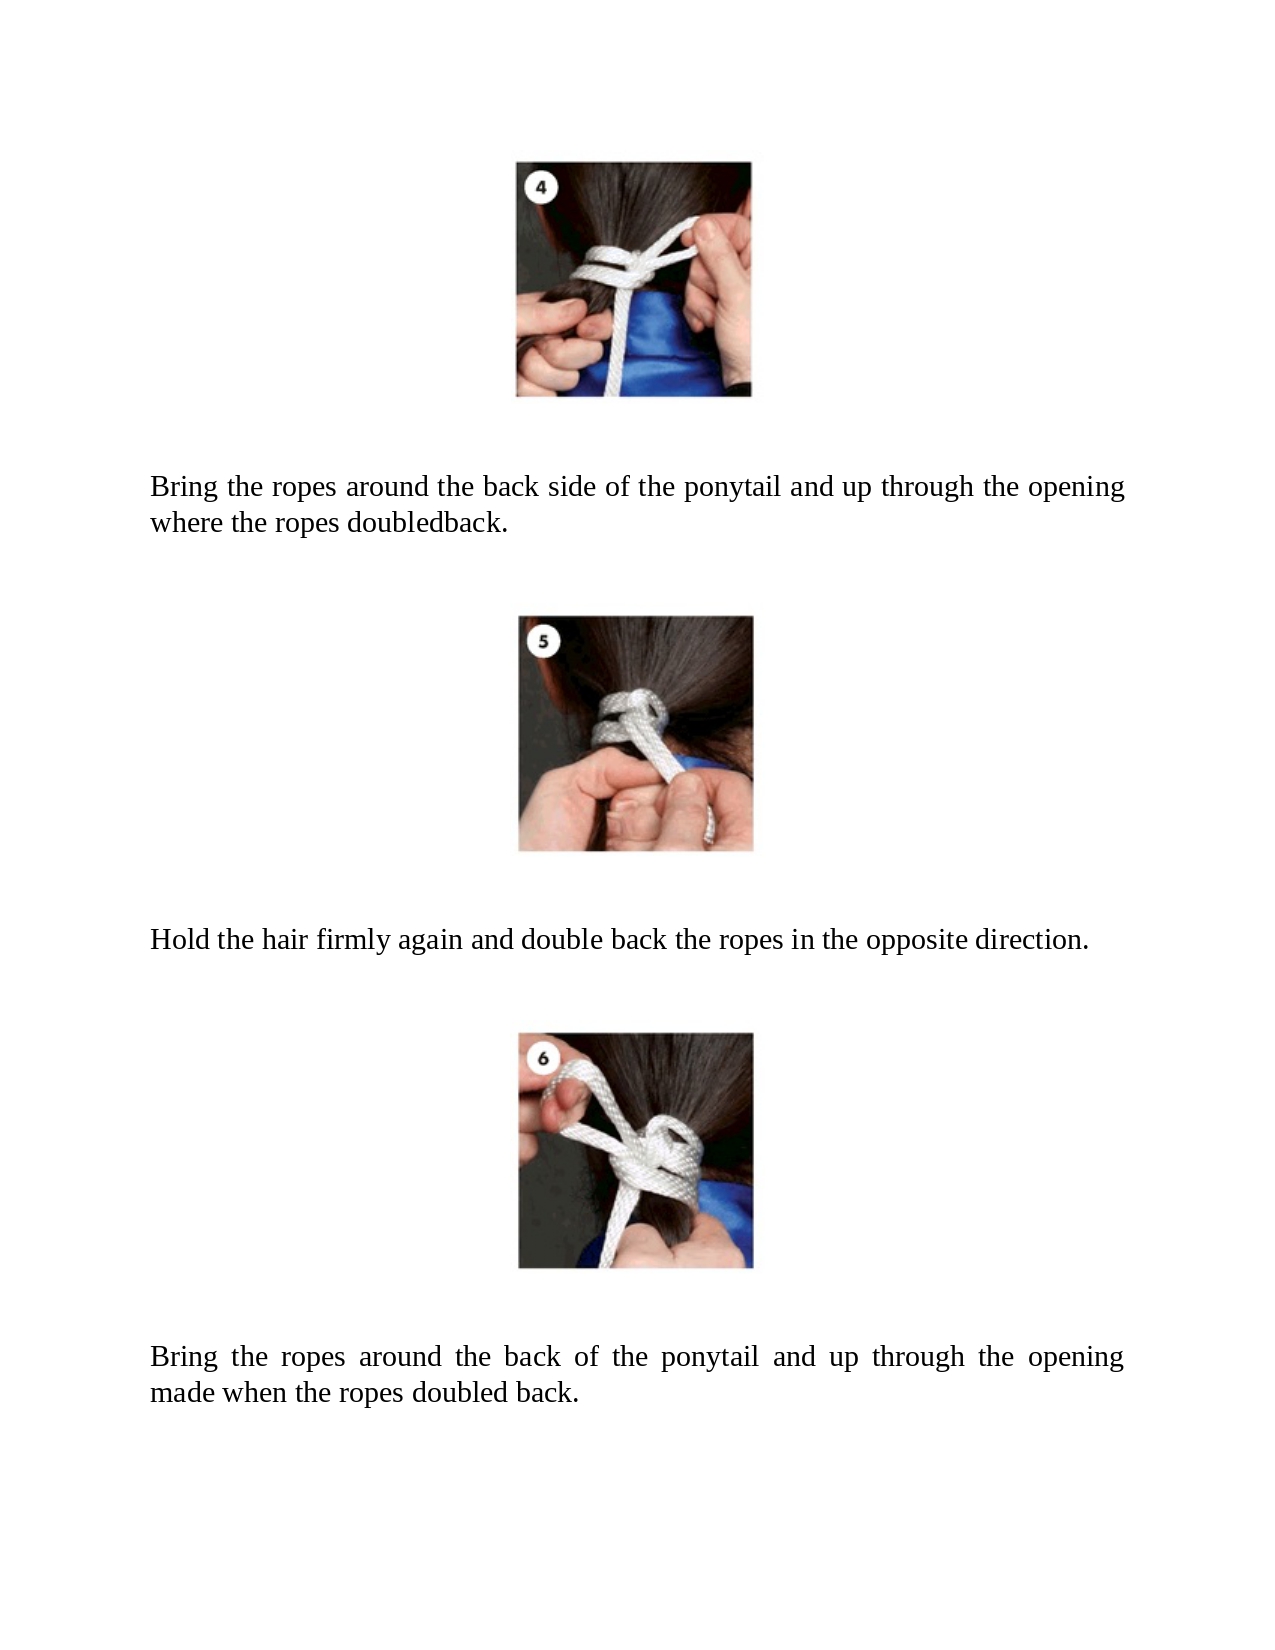 4
Bring the ropes around the back side of the ponytail and up through the opening
where the ropes doubledback.
5
Hold the hair firmly again and double back the ropes in the opposite direction.
6
Bring the ropes around the back of the ponytail and up through the opening
made when the ropes doubled back.